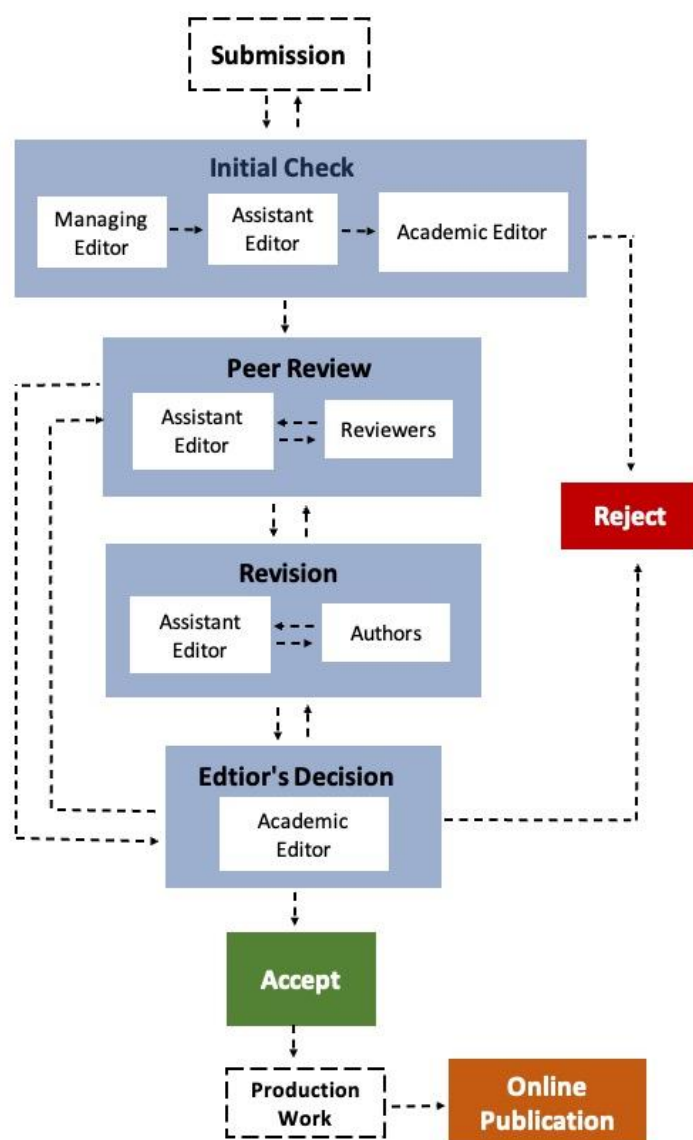 Submission
Initial Check
Managing
Editor
Assistant
Editor
Academic Editor
Peer Review
Assistant
Editor
Reviewers
Reject
Revision
Assistant
Editor
Authors
Edtior's Decision
Academic
Editor
Accept
Production
Work
Online
Publication